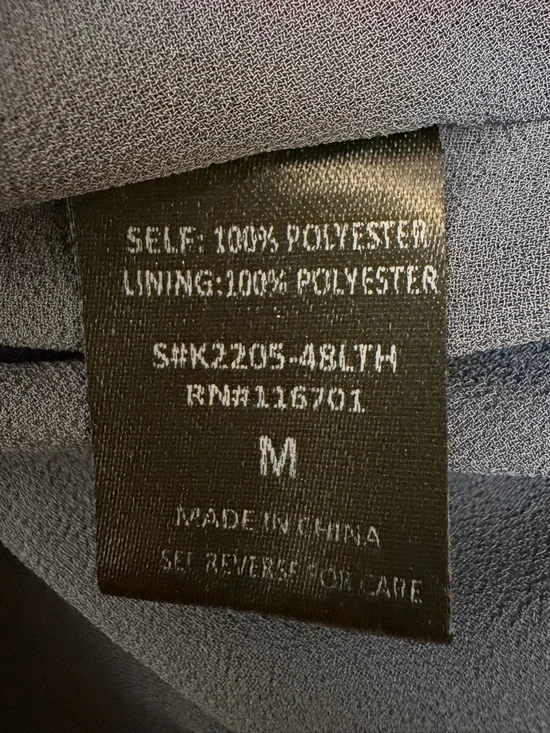 SELF: 100% POLYESTER
LINING:100% POLYESTER
S#K2205-48LTH
RN#116701
M
MADE IN CHINA
SEE REVERSE FOR CARE